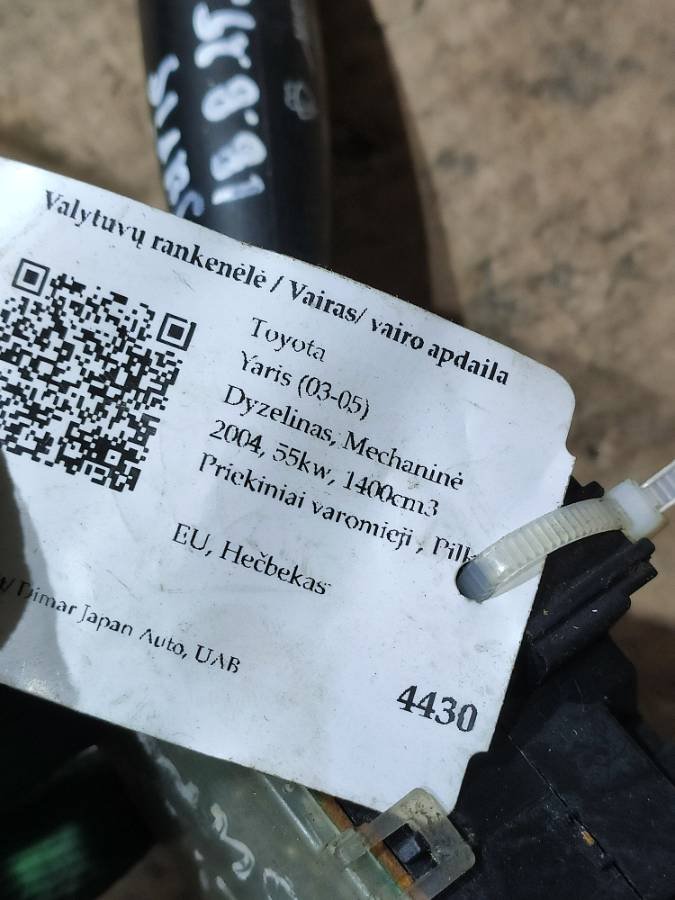 Valytuvų rankenėlė / Vairas/ vairo apdaila
Toyota
Yaris (03-05)
Dyzelinas, Mechaninė
2004, 55kw, 1400cm3
Priekiniai varomieji , Pilk
EU, Hečbekas
Dimar Japan Auto, UAB
4430